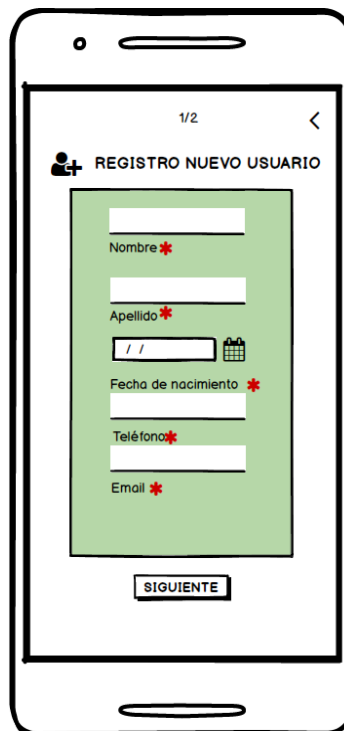 1/2
REGISTRO NUEVO USUARIO
Nombre *
Apellido *
/ /
Fecha de nacimiento *
Teléfono*
Email *
SIGUIENTE